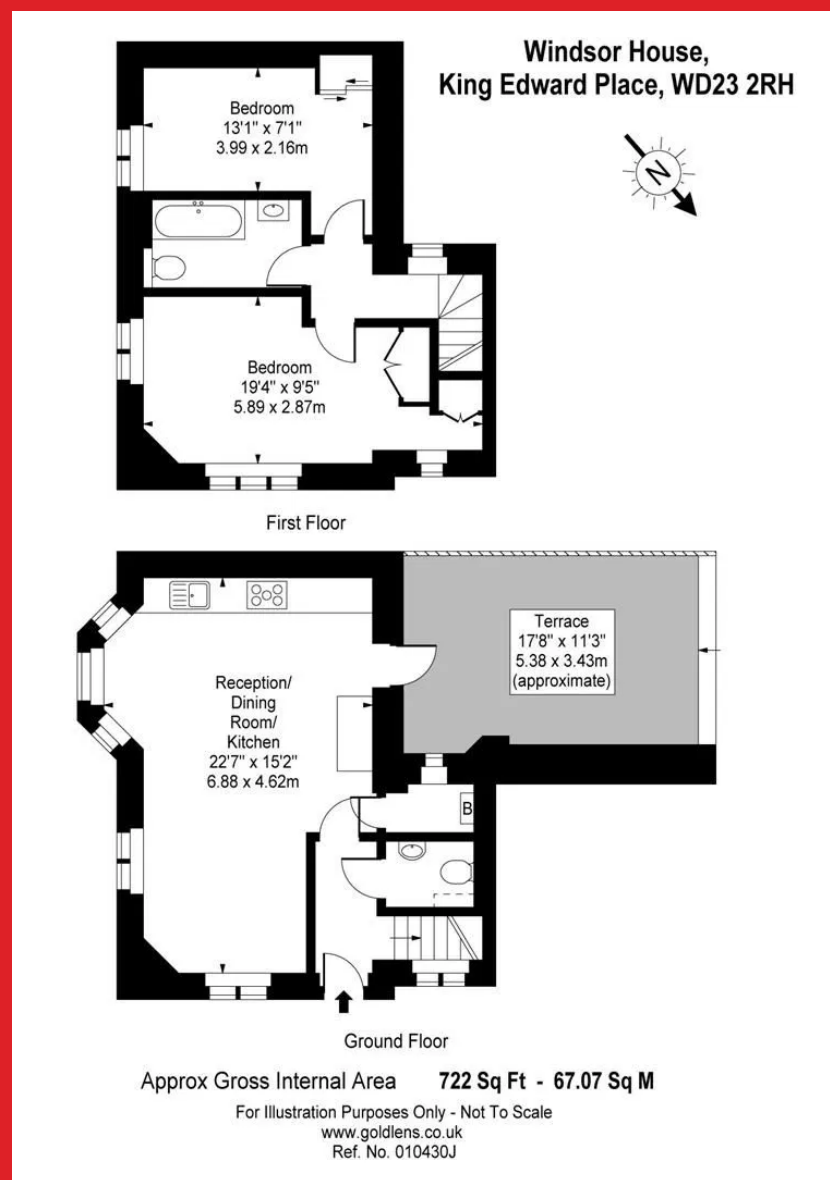 Windsor House,
King Edward Place, WD23 2RH
N
Bedroom
13'1" x 7'1"
3.99 x 2.16m
Bedroom
19'4" x 9'5"
5.89 x 2.87m
First Floor
Terrace
17'8" x 11'3"
5.38 x 3.43m
(approximate)
Reception/
Dining
Room/
Kitchen
22'7" x 15'2"
6.88 x 4.62m
B
Ground Floor
Approx Gross Internal Area 722 Sq Ft - 67.07 Sq M
For Illustration Purposes Only - Not To Scale
www.goldlens.co.uk
Ref. No. 010430J